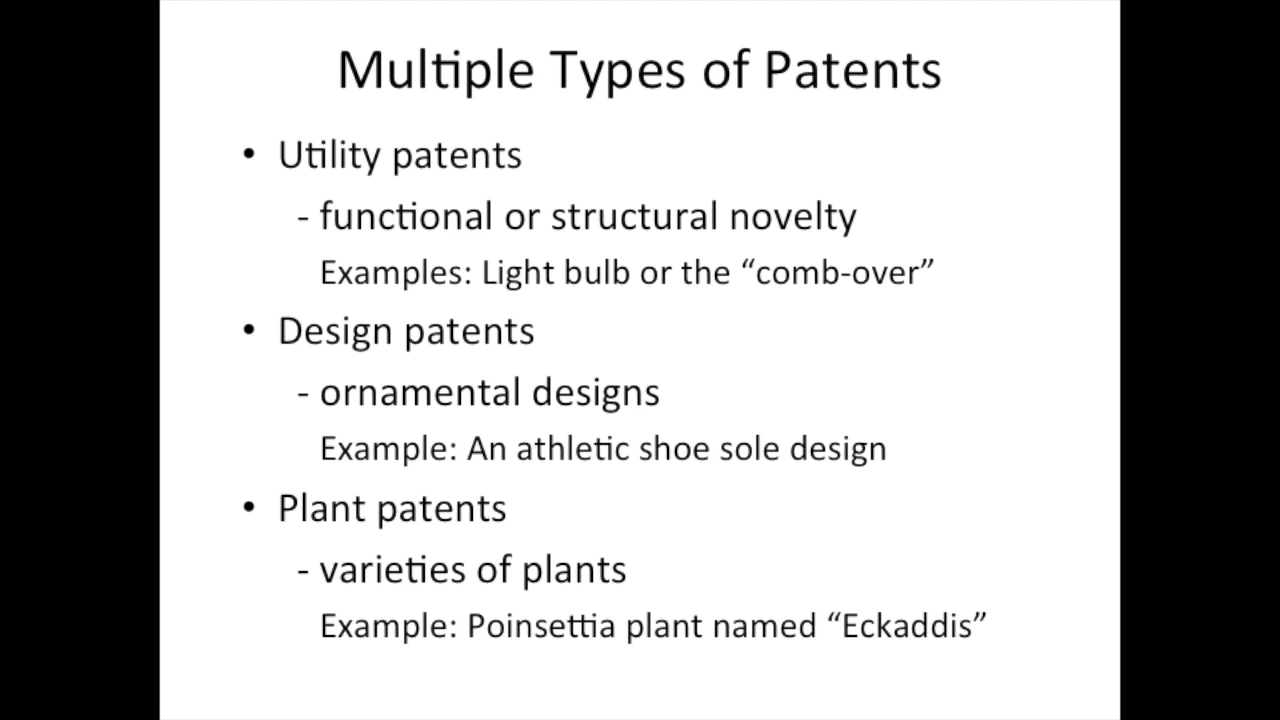 Multiple Types of Patents
• Utility patents
- functional or structural novelty
Examples: Light bulb or the “comb-over”
• Design patents
- ornamental designs
Example: An athletic shoe sole design
• Plant patents
- varieties of plants
Example: Poinsettia plant named “Eckaddis”